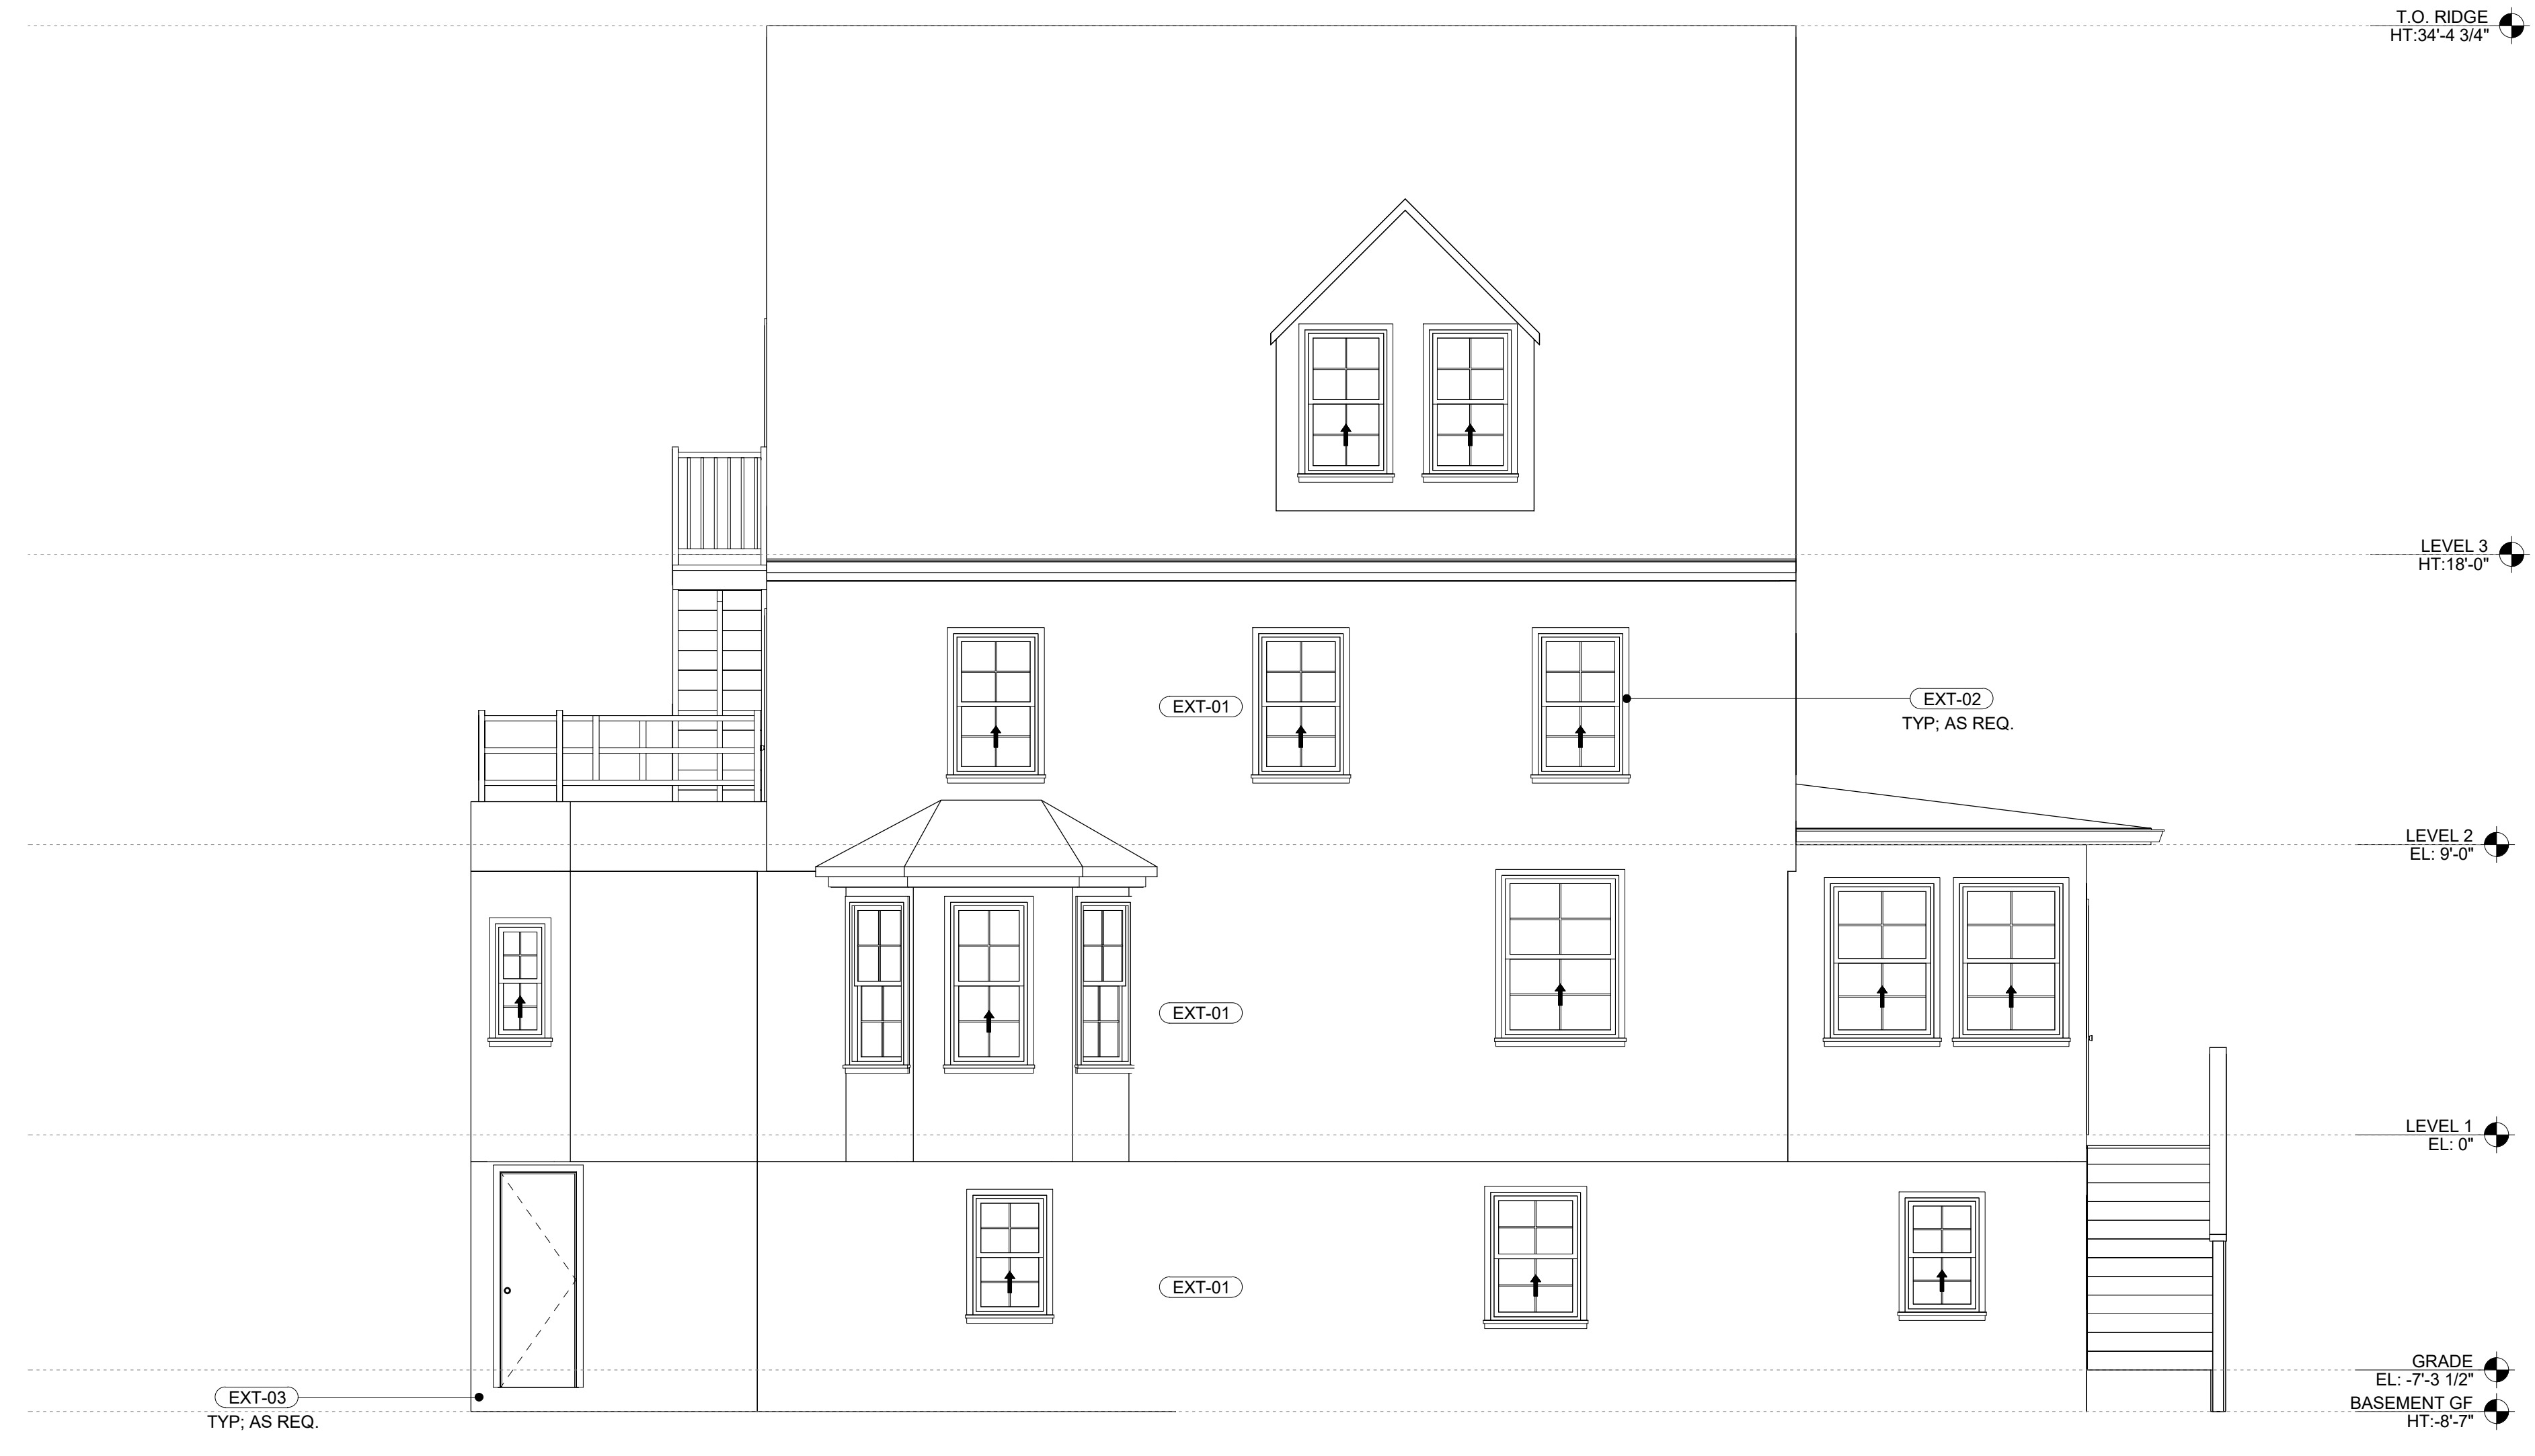 T.O. RIDGE
HT:34'-4 3/4"
LEVEL 3
HT:18'-0"
EXT-01
EXT-02
TYP; AS REQ.
LEVEL 2
EL: 9'-0"
EXT-01
LEVEL 1
EL: 0"
EXT-01
GRADE
EL: -7'-3 1/2"
EXT-03
TYP; AS REQ.
BASEMENT GF
HT:-8'-7"